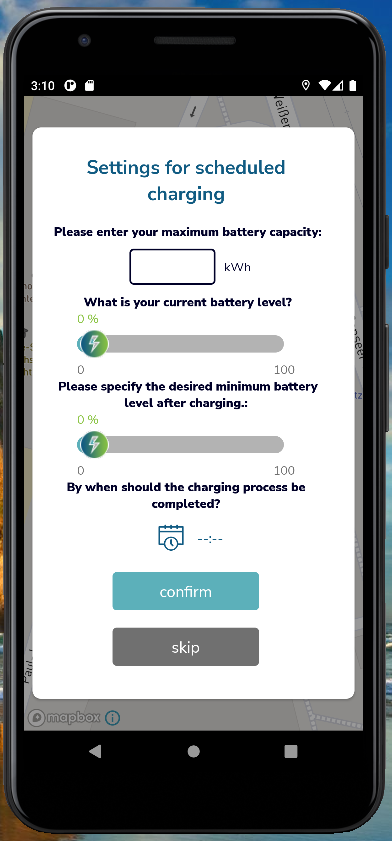 3:10
Weißen
Settings for scheduled
charging
Please enter your maximum battery capacity:
kWh
What is your current battery level?
0 %
0 100
Please specify the desired minimum battery
level after charging.:
0 %
0 100
By when should the charging process be
completed?
--:--
confirm
skip
mapbox